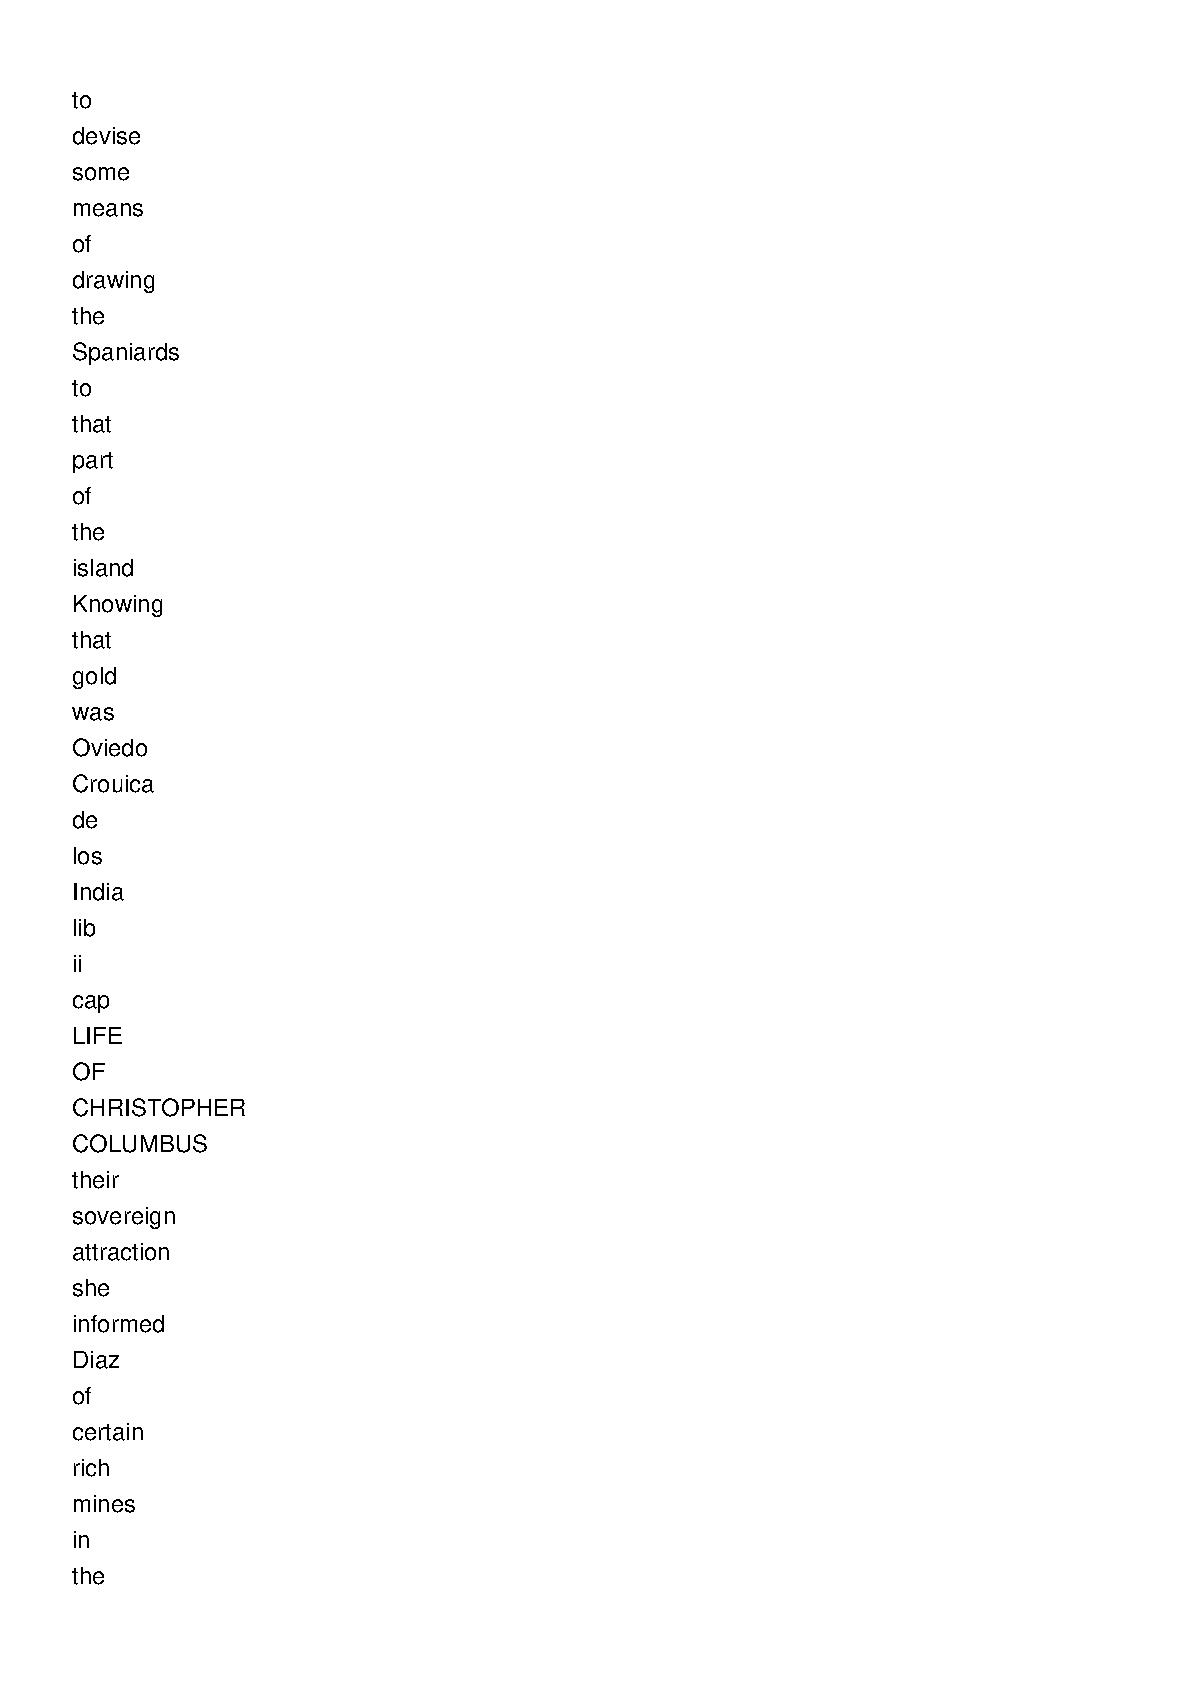 to
devise
some
means
of
drawing
the
Spaniards
to
that
part
of
the
island
Knowing
that
gold
was
Oviedo
Crouica
de
los
India
lib
ii
cap
LIFE
OF
CHRISTOPHER
COLUMBUS
their
sovereign
attraction
she
informed
Diaz
of
certain
rich
mines
in
the